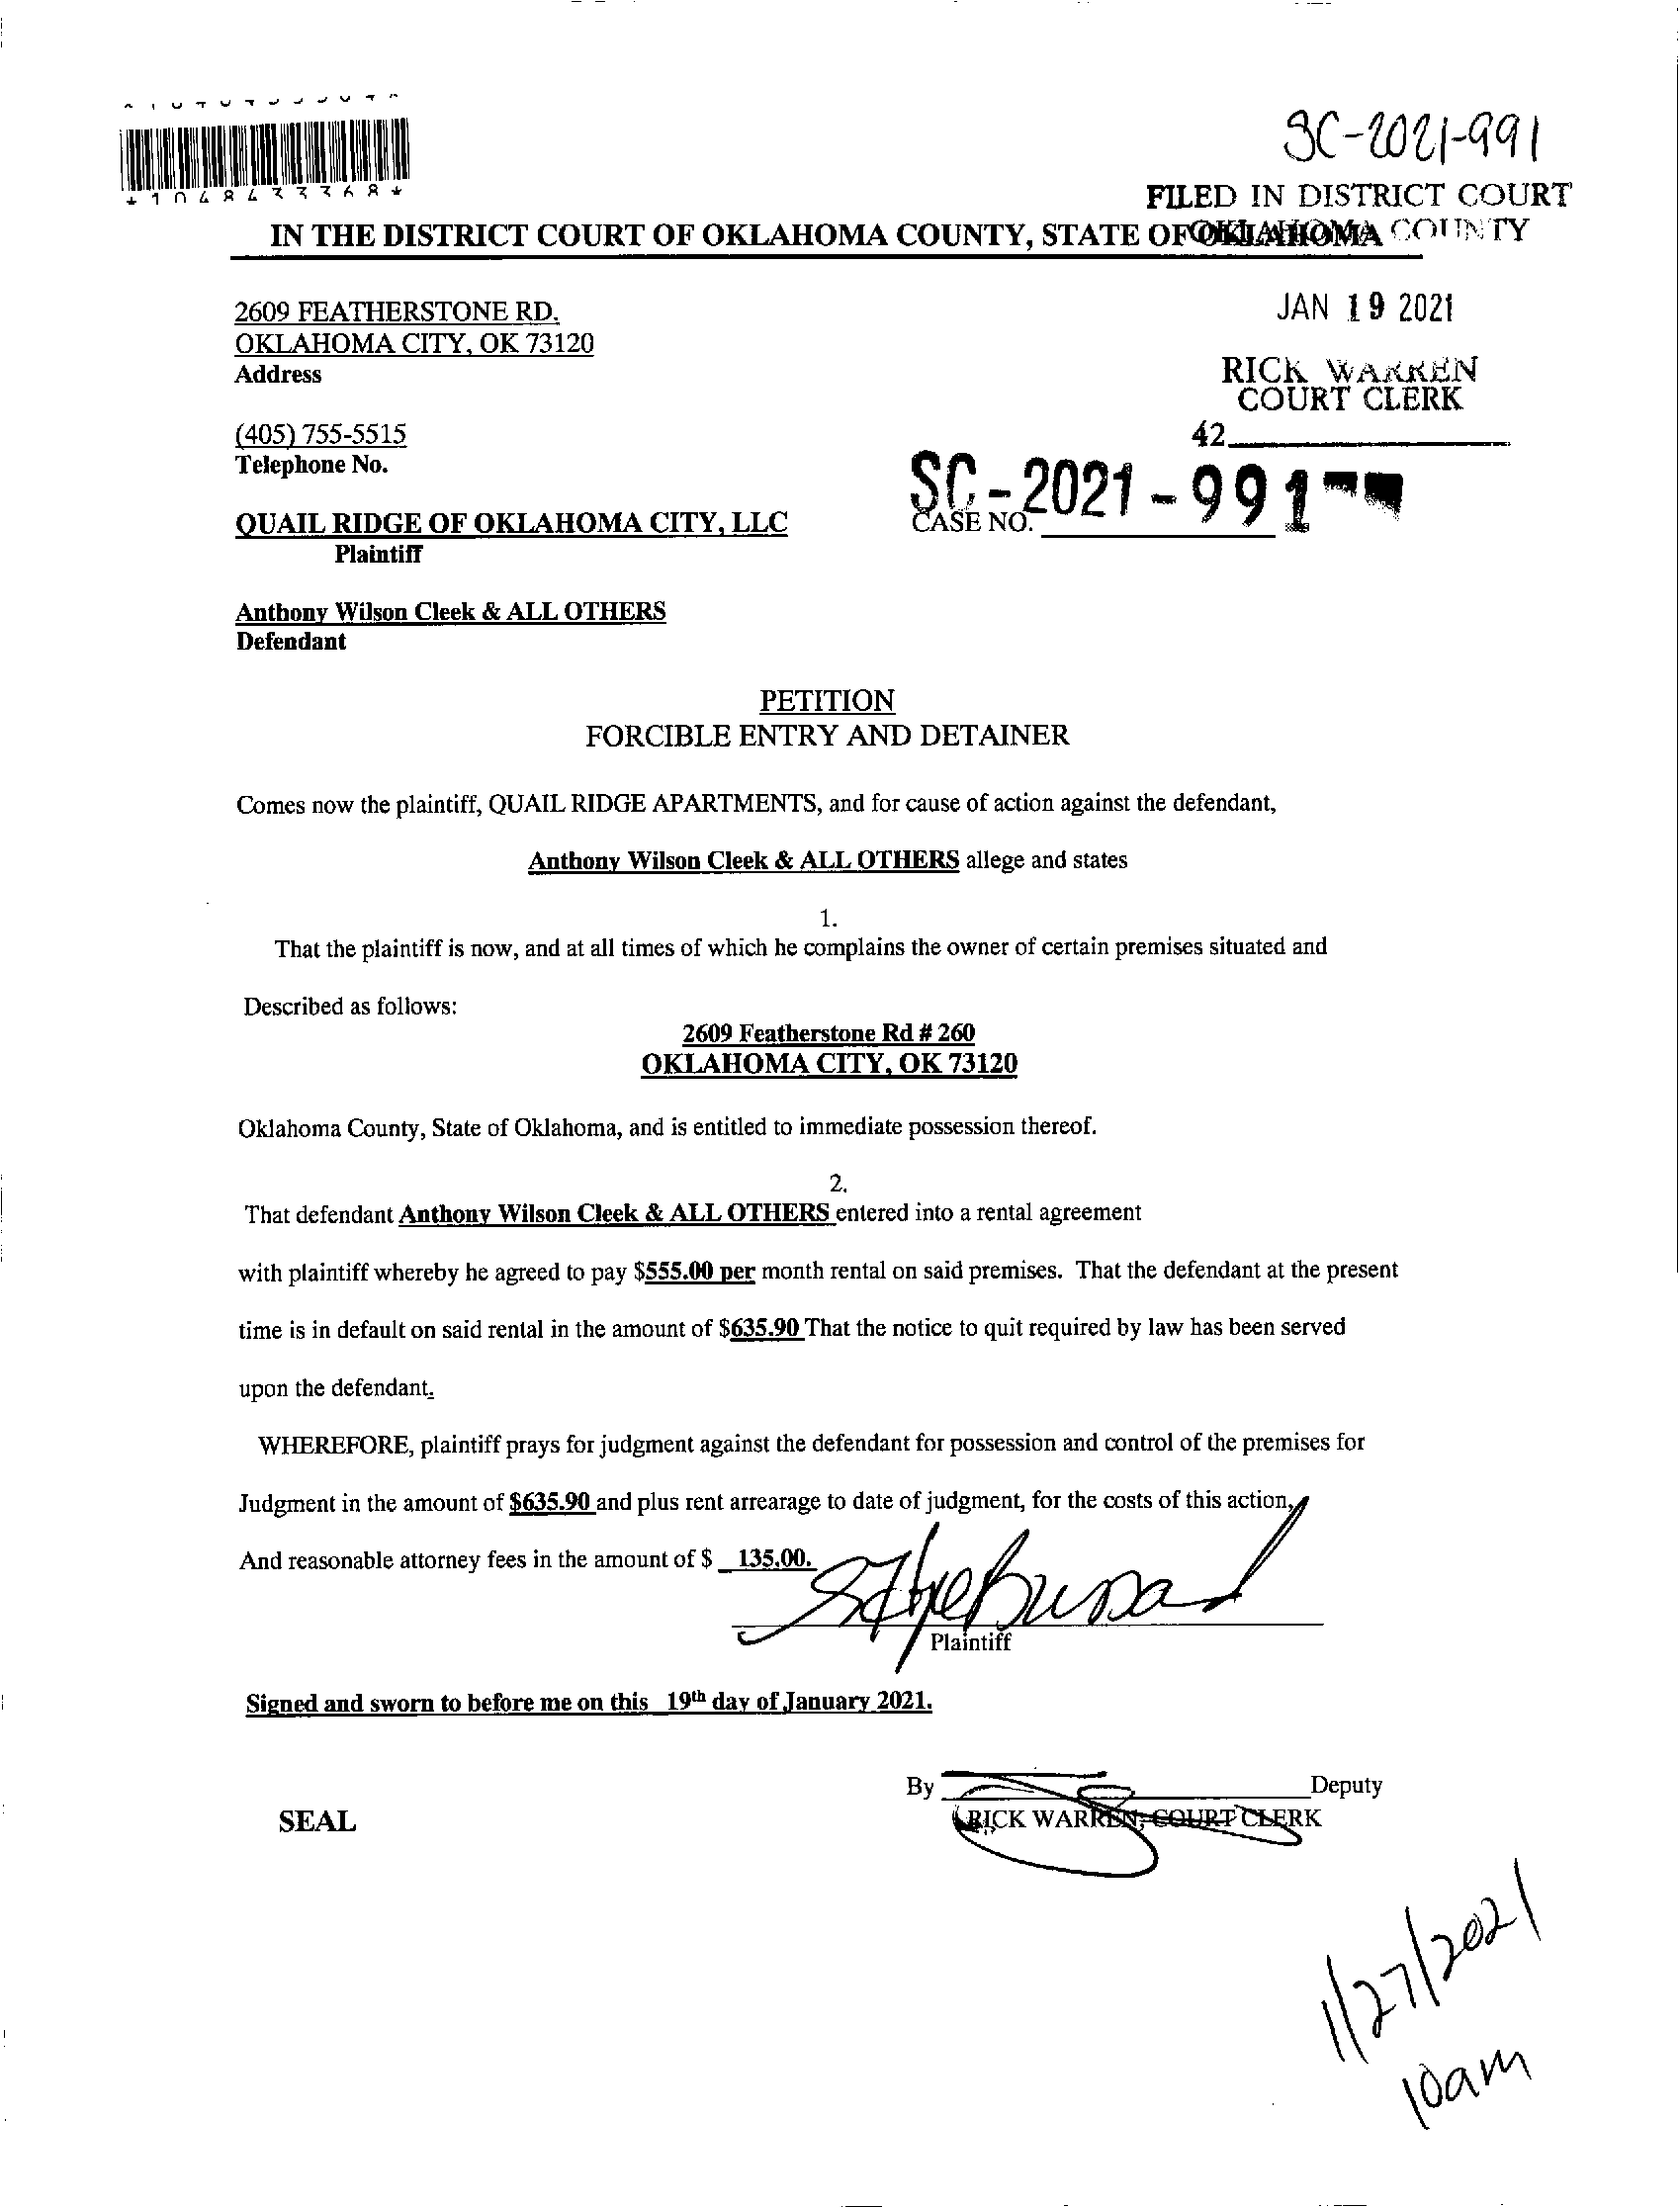 SC-2021-991
*1048433368*
FILED IN DISTRICT COURT
OKLAHOMA COUNTY
IN THE DISTRICT COURT OF OKLAHOMA COUNTY, STATE OF OKLAHOMA
2609 FEATHERSTONE RD.
JAN 19 2021
OKLAHOMA CITY, OK 73120
Address
RICK WARREN
COURT CLERK
(405) 755-5515
42
Telephone No.
SC-2021-991
QUAIL RIDGE OF OKLAHOMA CITY, LLC
CASE NO.
Plaintiff
Anthony Wilson Cleek & ALL OTHERS
Defendant
PETITION
FORCIBLE ENTRY AND DETAINER
Comes now the plaintiff, QUAIL RIDGE APARTMENTS, and for cause of action against the defendant,
Anthony Wilson Cleek & ALL OTHERS allege and states
1.
That the plaintiff is now, and at all times of which he complains the owner of certain premises situated and
Described as follows:
2609 Featherstone Rd # 260
OKLAHOMA CITY, OK 73120
Oklahoma County, State of Oklahoma, and is entitled to immediate possession thereof.
2.
That defendant Anthony Wilson Cleek & ALL OTHERS entered into a rental agreement
with plaintiff whereby he agreed to pay $555.00 per month rental on said premises. That the defendant at the present
time is in default on said rental in the amount of $635.90 That the notice to quit required by law has been served
upon the defendant.
WHEREFORE, plaintiff prays for judgment against the defendant for possession and control of the premises for
Judgment in the amount of $635.90 and plus rent arrearage to date of judgment, for the costs of this action,
And reasonable attorney fees in the amount of $ 135.00.
Plaintiff
Signed and sworn to before me on this 19th day of January 2021.
By Deputy
SEAL
RICK WARREN, COURT CLERK
1/27/2021
10am